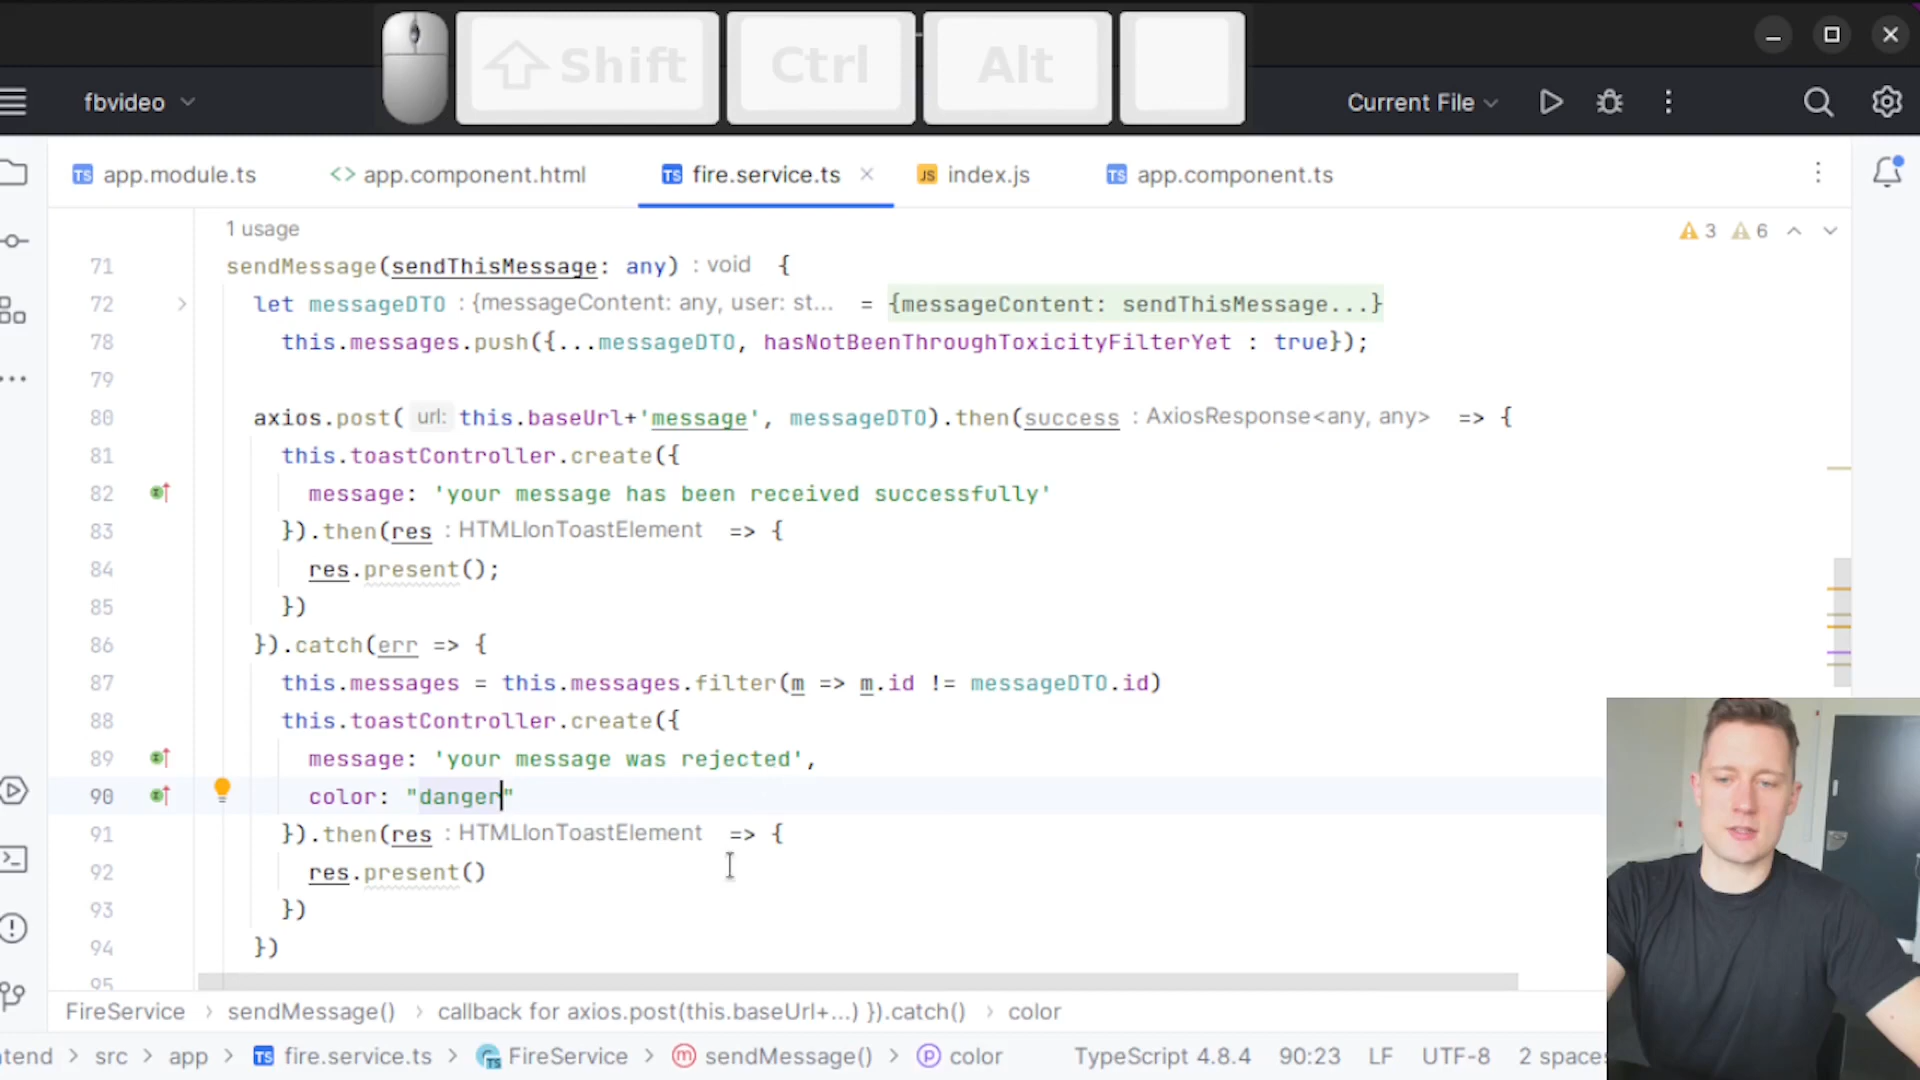 Shift Ctrl Alt
fbvideo Current File
app.module.ts app.component.html fire.service.ts index.js app.component.ts
1 usage 3 6
71 sendMessage(sendThisMessage: any) : void {
72 let messageDTO : {messageContent: any, user: st... = {messageContent: sendThisMessage...}
78 this.messages.push({...messageDTO, hasNotBeenThroughToxicityFilterYet : true});
79
80 axios.post( url: this.baseUrl+'message', messageDTO).then(success : AxiosResponse<any, any> => {
81 this.toastController.create({
82 message: 'your message has been received successfully'
83 }).then(res : HTMLIonToastElement => {
84 res.present();
85 })
86 }).catch(err => {
87 this.messages = this.messages.filter(m => m.id != messageDTO.id)
88 this.toastController.create({
89 message: 'your message was rejected',
90 color: "danger"
91 }).then(res : HTMLIonToastElement => {
92 res.present()
93 })
94 })
95
FireService > sendMessage() > callback for axios.post(this.baseUrl+...) }).catch() > color
ntend > src > app > fire.service.ts > FireService > sendMessage() > color TypeScript 4.8.4 90:23 LF UTF-8 2 spaces